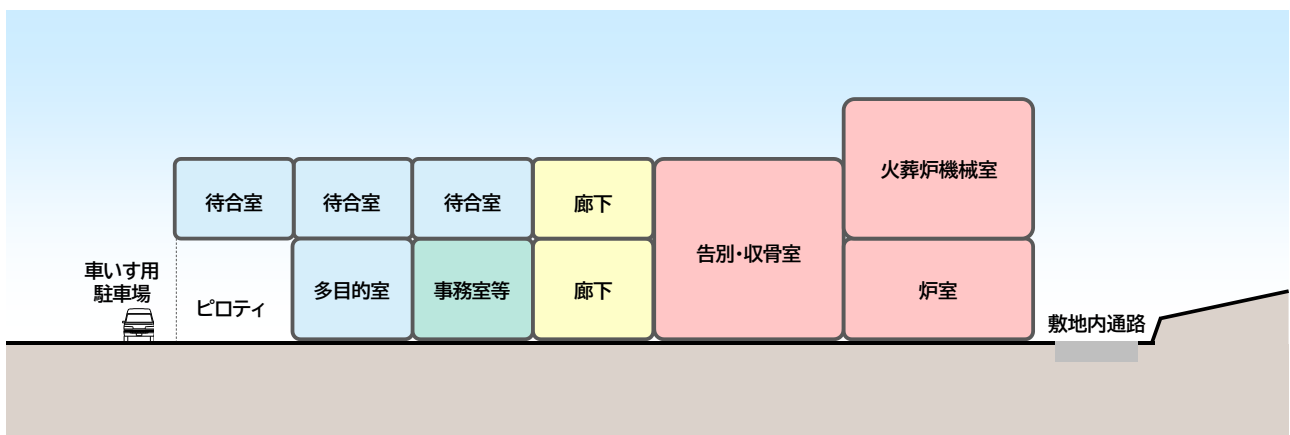 火葬炉機械室
待合室
待合室
待合室
廊下
告別・収骨室
車いす用
駐車場
ピロティ
多目的室
事務室等
廊下
炉室
敷地内通路